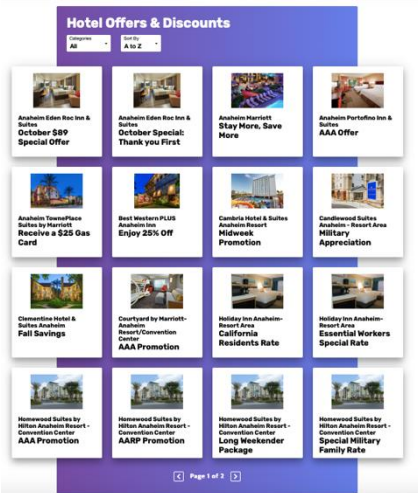 Hotel Offers & Discounts
Categories
All
Sort By
A to Z
Anaheim Eden Roc Inn &
Suites
October $89
Special Offer
Anaheim Eden Roc Inn &
Suites
October Special:
Thank you First
Anaheim Marriott
Stay More, Save
More
Anaheim Portofino Inn &
Suites
AAA Offer
Anaheim TownePlace
Suites by Marriott
Receive a $25 Gas
Card
Best Western PLUS
Anaheim Inn
Enjoy 25% Off
Cambria Hotel & Suites
Anaheim Resort
Midweek
Promotion
Candlewood Suites
Anaheim - Resort Area
Military
Appreciation
Clementine Hotel &
Suites Anaheim
Fall Savings
Courtyard by Marriott-
Anaheim
Resort/Convention
Center
AAA Promotion
Holiday Inn Anaheim-
Resort Area
California
Residents Rate
Holiday Inn Anaheim-
Resort Area
Essential Workers
Special Rate
Homewood Suites by
Hilton Anaheim Resort -
Convention Center
AAA Promotion
Homewood Suites by
Hilton Anaheim Resort -
Convention Center
AARP Promotion
Homewood Suites by
Hilton Anaheim Resort -
Convention Center
Long Weekender
Package
Homewood Suites by
Hilton Anaheim Resort -
Convention Center
Special Military
Family Rate
Page 1 of 2